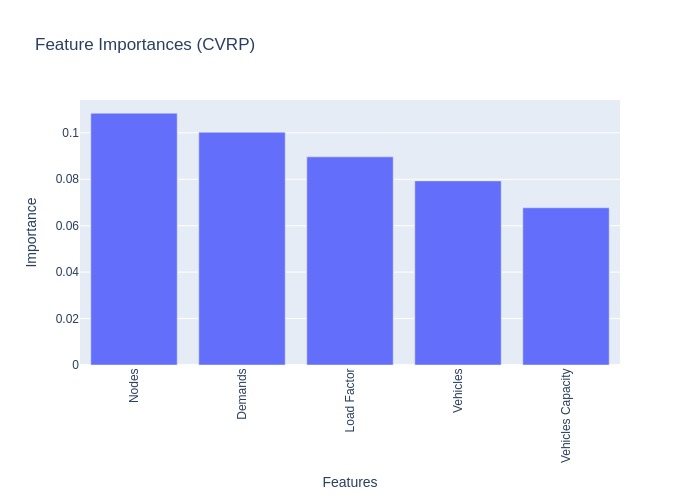 Feature Importances (CVRP)
0.1
0.08
0.06
0.04
0.02
0
Importance
Nodes
Demands
Load Factor
Vehicles
Vehicles Capacity
Features